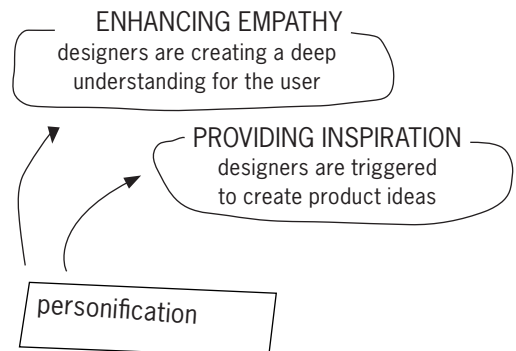 ENHANCING EMPATHY
designers are creating a deep
understanding for the user
PROVIDING INSPIRATION
designers are triggered
to create product ideas
personification